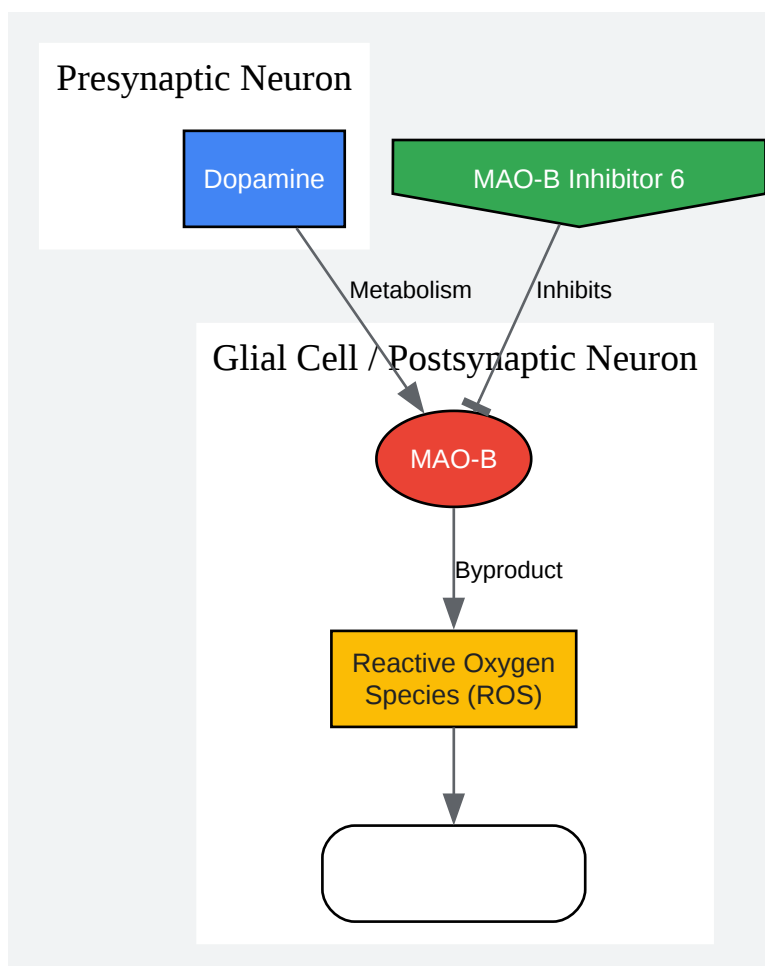 Presynaptic Neuron
Dopamine
MAO-B Inhibitor 6
Metabolism
Inhibits
Glial Cell / Postsynaptic Neuron
MAO-B
Byproduct
Reactive Oxygen
Species (ROS)